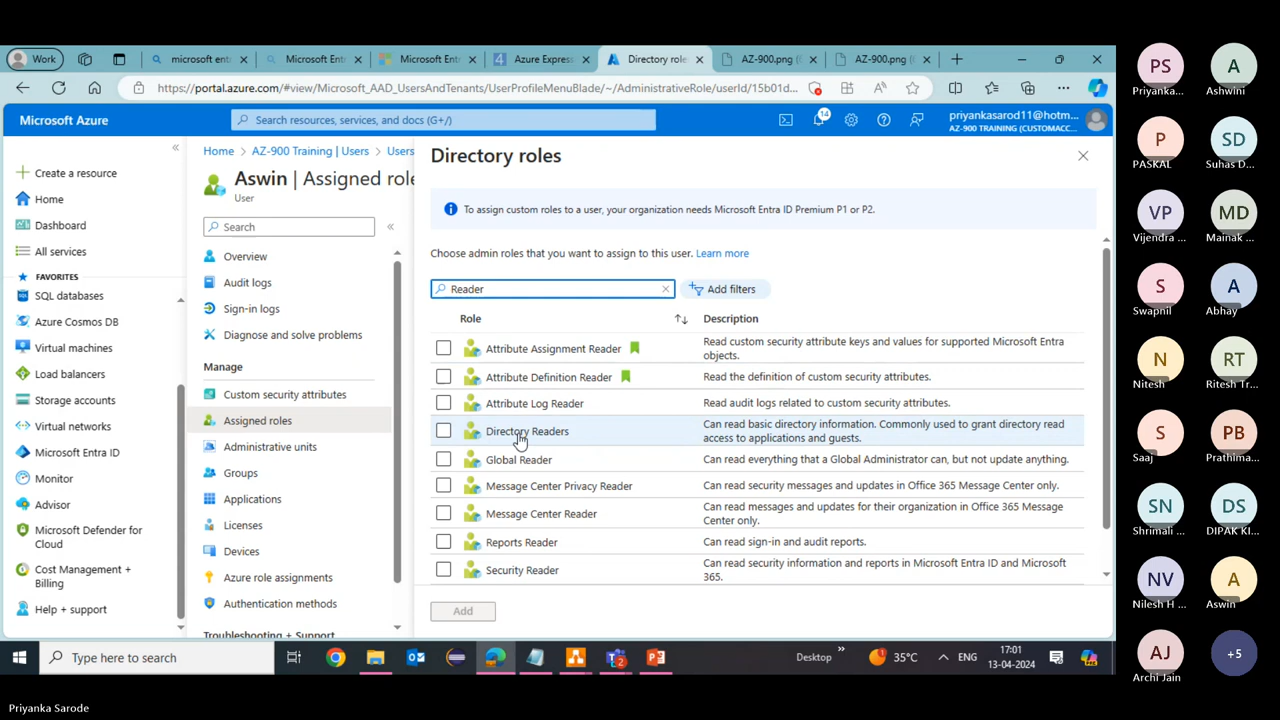 Work
microsoft ent
Microsoft Ent
Microsoft Ent
Azure Expres
Directory role
AZ-900.png (
AZ-900.png (
https://portal.azure.com/#view/Microsoft_AAD_UsersAndTenants/UserProfileMenuBlade/~/AdministrativeRole/userId/15b01d...
Microsoft Azure
Search resources, services, and docs (G+/)
14
priyankasarod11@hotm...
AZ-900 TRAINING (CUSTOMACC...
Create a resource
Home
Dashboard
All services
FAVORITES
SQL databases
Azure Cosmos DB
Virtual machines
Load balancers
Storage accounts
Virtual networks
Microsoft Entra ID
Monitor
Advisor
Microsoft Defender for
Cloud
Cost Management +
Billing
Help + support
Home > AZ-900 Training | Users > Users
Aswin | Assigned role
User
Search
Overview
Audit logs
Sign-in logs
Diagnose and solve problems
Manage
Custom security attributes
Assigned roles
Administrative units
Groups
Applications
Licenses
Devices
Azure role assignments
Authentication methods
Troubleshooting + Support
Directory roles
To assign custom roles to a user, your organization needs Microsoft Entra ID Premium P1 or P2.
Choose admin roles that you want to assign to this user. Learn more
Reader
Add filters
Role
Description
Attribute Assignment Reader
Read custom security attribute keys and values for supported Microsoft Entra
objects.
Attribute Definition Reader
Read the definition of custom security attributes.
Attribute Log Reader
Read audit logs related to custom security attributes.
Directory Readers
Can read basic directory information. Commonly used to grant directory read
access to applications and guests.
Global Reader
Can read everything that a Global Administrator can, but not update anything.
Message Center Privacy Reader
Can read security messages and updates in Office 365 Message Center only.
Message Center Reader
Can read messages and updates for their organization in Office 365 Message
Center only.
Reports Reader
Can read sign-in and audit reports.
Security Reader
Can read security information and reports in Microsoft Entra ID and Microsoft
365.
Add
Type here to search
Desktop
35°C
ENG
17:01
13-04-2024
Priyanka Sarode
PS
Priyanka...
A
Ashwini
P
PASKAL
SD
Suhas D...
VP
Vijendra ...
MD
Mainak ...
S
Swapnil
A
Abhay
N
Nitesh
RT
Ritesh Tr...
S
Saaj
PB
Prathima...
SN
Shrimali ...
DS
DIPAK KI...
NV
Nilesh H ...
A
Aswin
AJ
Archi Jain
+5